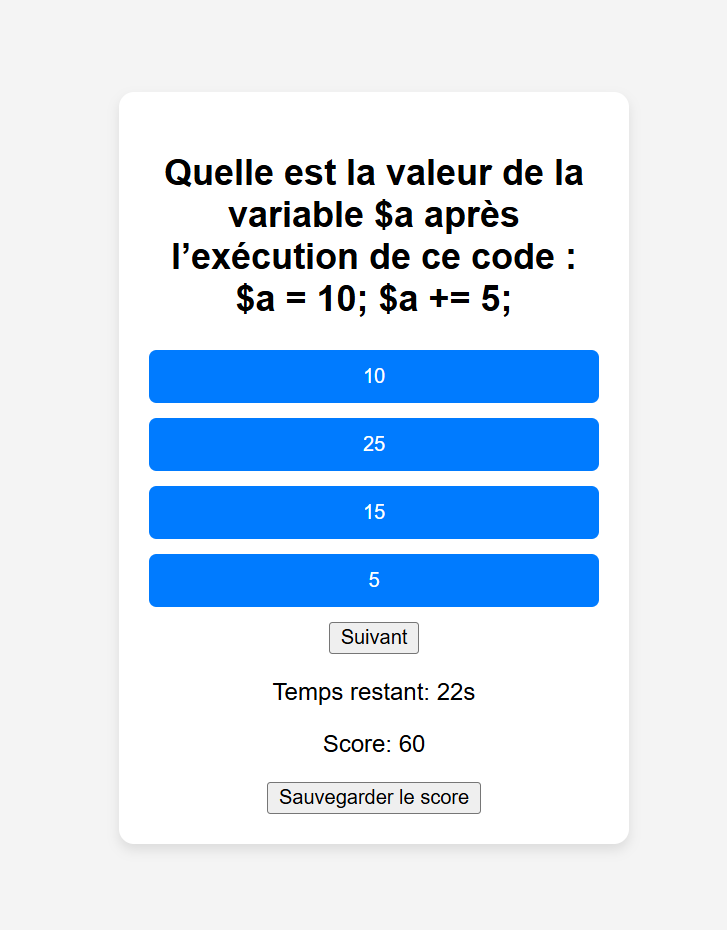 Quelle est la valeur de la
variable $a après
l’exécution de ce code :
$a = 10; $a += 5;
10
25
15
5
Suivant
Temps restant: 22s
Score: 60
Sauvegarder le score